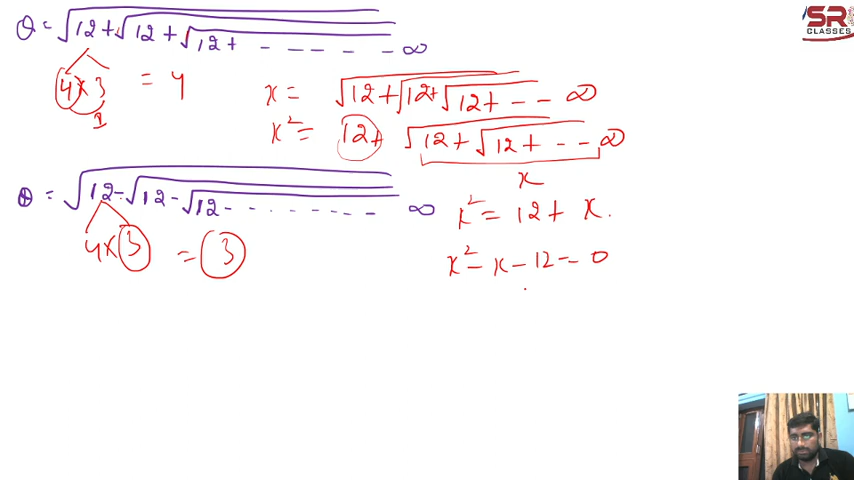 Q = √12 + √12 + √12 + - - - - - ∞
4 × 3 = 4
1
x = √12 + √12 + √12 + - - ∞
x² = 12 + √12 + √12 + - - ∞
x
x² = 12 + x.
x² - x - 12 = 0
Q = √12 - √12 - √12 - - - - - - - - ∞
4 × 3 = 3
SR
CLASSES